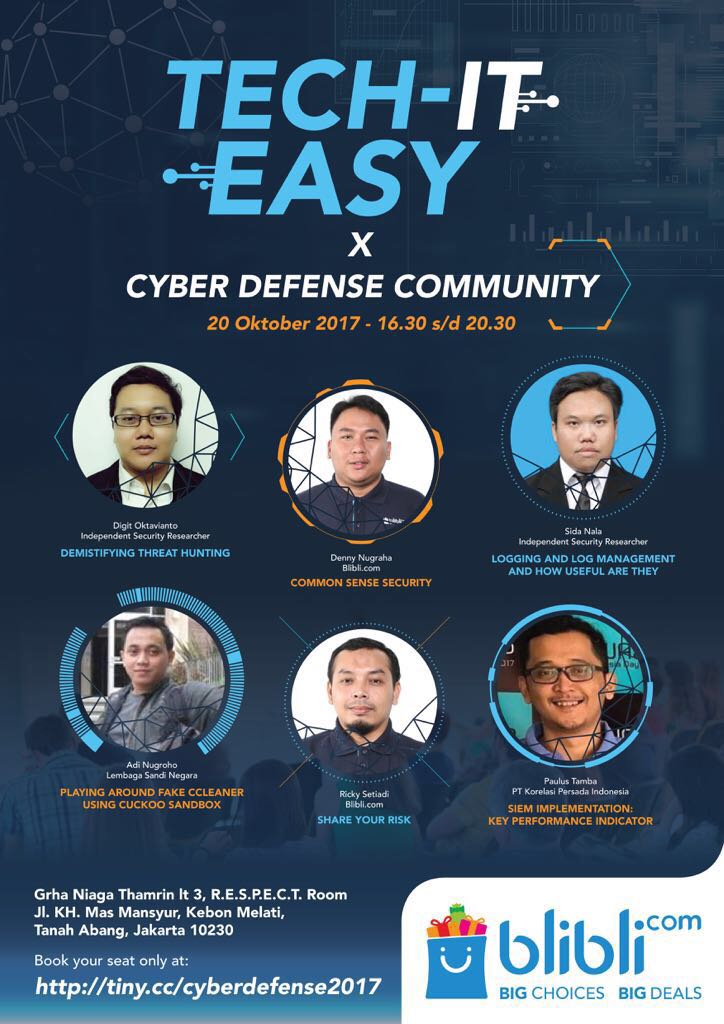 TECH-IT
EASY
X
CYBER DEFENSE COMMUNITY
20 Oktober 2017 - 16.30 s/d 20.30
Digit Oktavianto
Independent Security Researcher
DEMISTIFYING THREAT HUNTING
Denny Nugraha
Blibli.com
COMMON SENSE SECURITY
Sida Nala
Independent Security Researcher
LOGGING AND LOG MANAGEMENT
AND HOW USEFUL ARE THEY
Adi Nugroho
Lembaga Sandi Negara
PLAYING AROUND FAKE CCLEANER
USING CUCKOO SANDBOX
Ricky Setiadi
Blibli.com
SHARE YOUR RISK
Paulus Tamba
PT Korelasi Persada Indonesia
SIEM IMPLEMENTATION:
KEY PERFORMANCE INDICATOR
Grha Niaga Thamrin lt 3, R.E.S.P.E.C.T. Room
Jl. KH. Mas Mansyur, Kebon Melati,
Tanah Abang, Jakarta 10230
Book your seat only at:
http://tiny.cc/cyberdefense2017
blibli.com
BIG CHOICES BIG DEALS